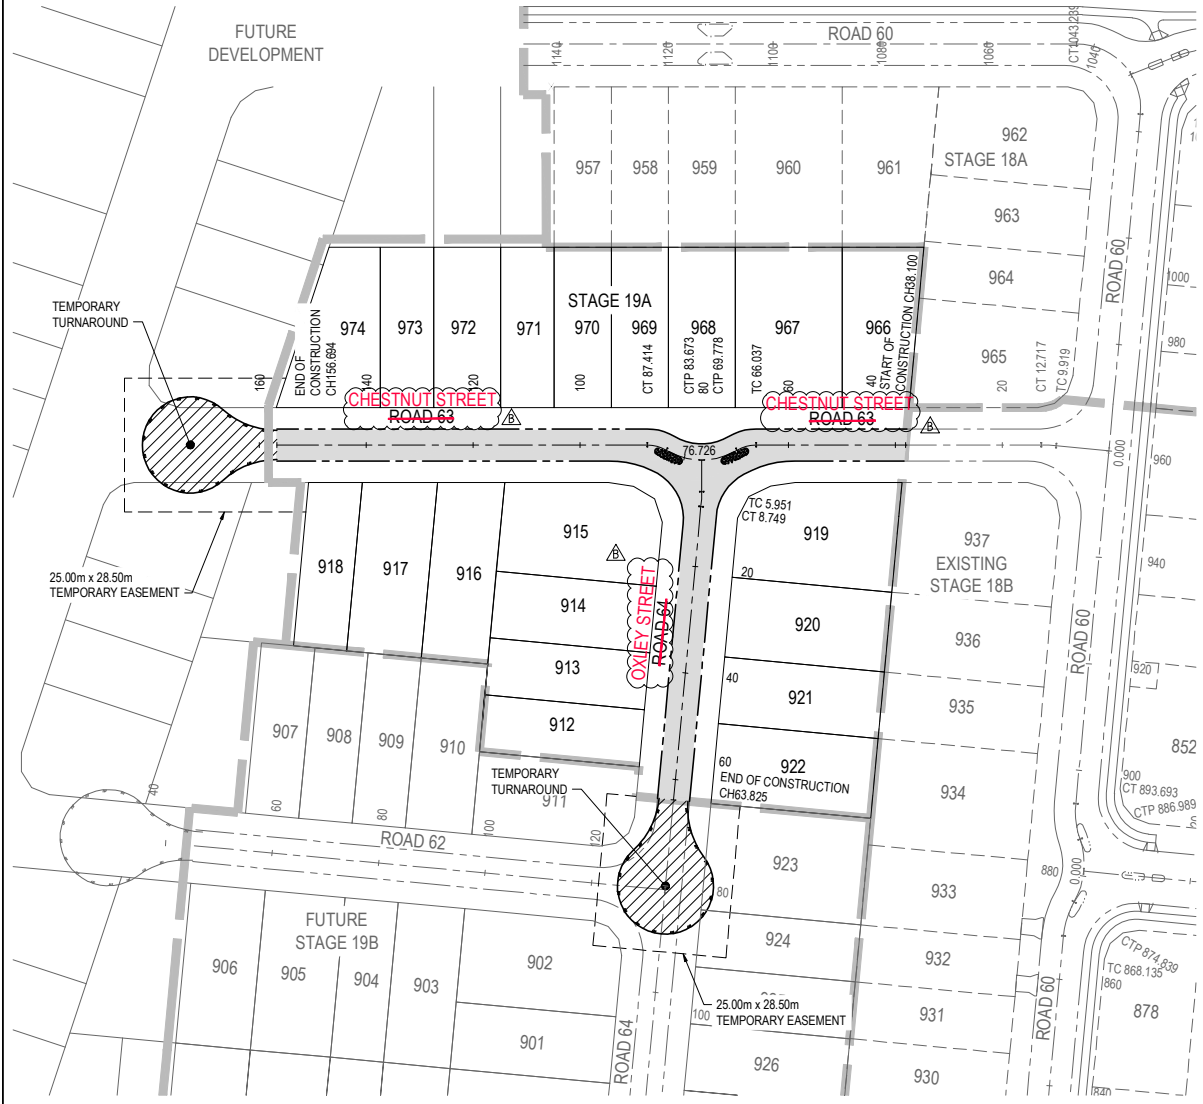 FUTURE
DEVELOPMENT
ROAD 60
1140
1120
1100
1080
1060
CT1043.239
1040
957
958
959
960
961
962
STAGE 18A
963
964
965
ROAD 60
1000
980
960
940
920
TEMPORARY
TURNAROUND
STAGE 19A
974
973
972
971
970
969
968
967
966
END OF
CONSTRUCTION
CH156.694
160
140
120
100
CT 87.414
CTP 83.673
80
CTP 69.778
TC 66.037
60
40
START OF
CONSTRUCTION CH38.100
20
CT 12.717
TC 9.919
0.000
CHESTNUT STREET
ROAD 63
B
CHESTNUT STREET
ROAD 63
B
76.726
TC 5.951
CT 8.749
25.00m x 28.50m
TEMPORARY EASEMENT
918
917
916
915
914
913
912
B
OXLEY STREET
ROAD 64
919
20
920
40
921
60
922
END OF CONSTRUCTION
CH63.825
937
EXISTING
STAGE 18B
936
935
934
933
932
931
930
ROAD 60
852
900
CT 893.693
CTP 886.989
880
0.000
CTP 874.839
TC 868.135
860
878
840
ROAD 60
907
908
909
910
911
TEMPORARY
TURNAROUND
40
60
80
100
120
ROAD 62
80
923
924
926
100
FUTURE
STAGE 19B
906
905
904
903
902
901
ROAD 64
25.00m x 28.50m
TEMPORARY EASEMENT